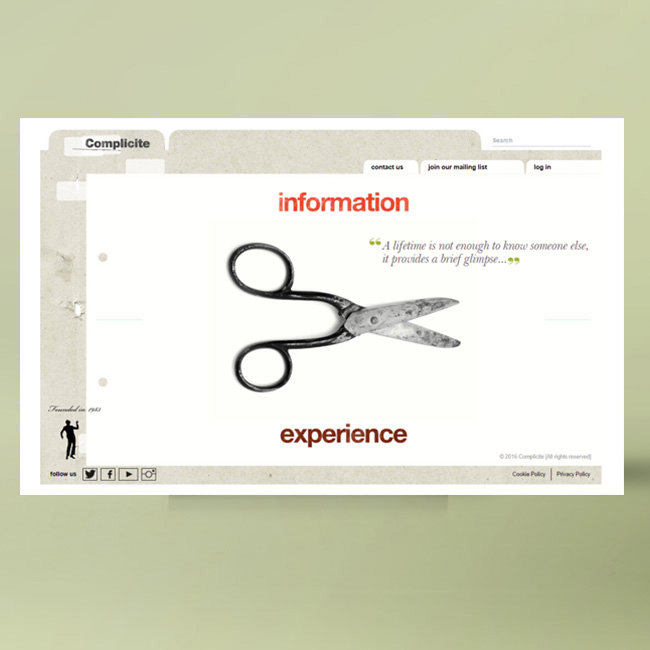 Complicite
Search
contact us
join our mailing list
log in
information
“A lifetime is not enough to know someone else,
it provides a brief glimpse...”
Founded in 1983
experience
© 2016 Complicite [All rights reserved]
follow us
Cookie Policy
Privacy Policy